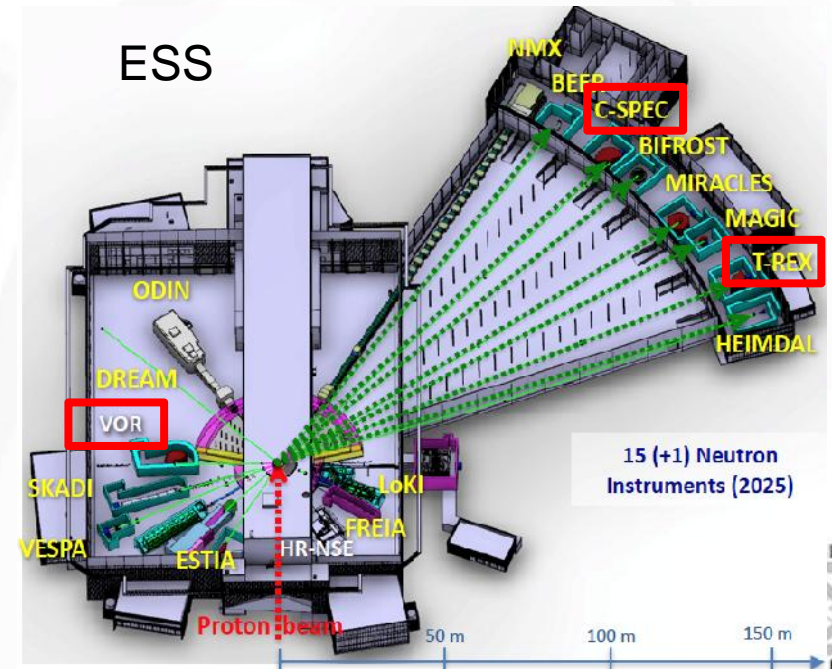 ESS
NMX
BEER
C-SPEC
BIFROST
MIRACLES
MAGIC
T-REX
HEIMDAL
ODIN
DREAM
VOR
SKADI
VESPA
ESTIA
HR-NSE
FREIA
LoKI
15 (+1) Neutron
Instruments (2025)
Proton beam
50 m
100 m
150 m